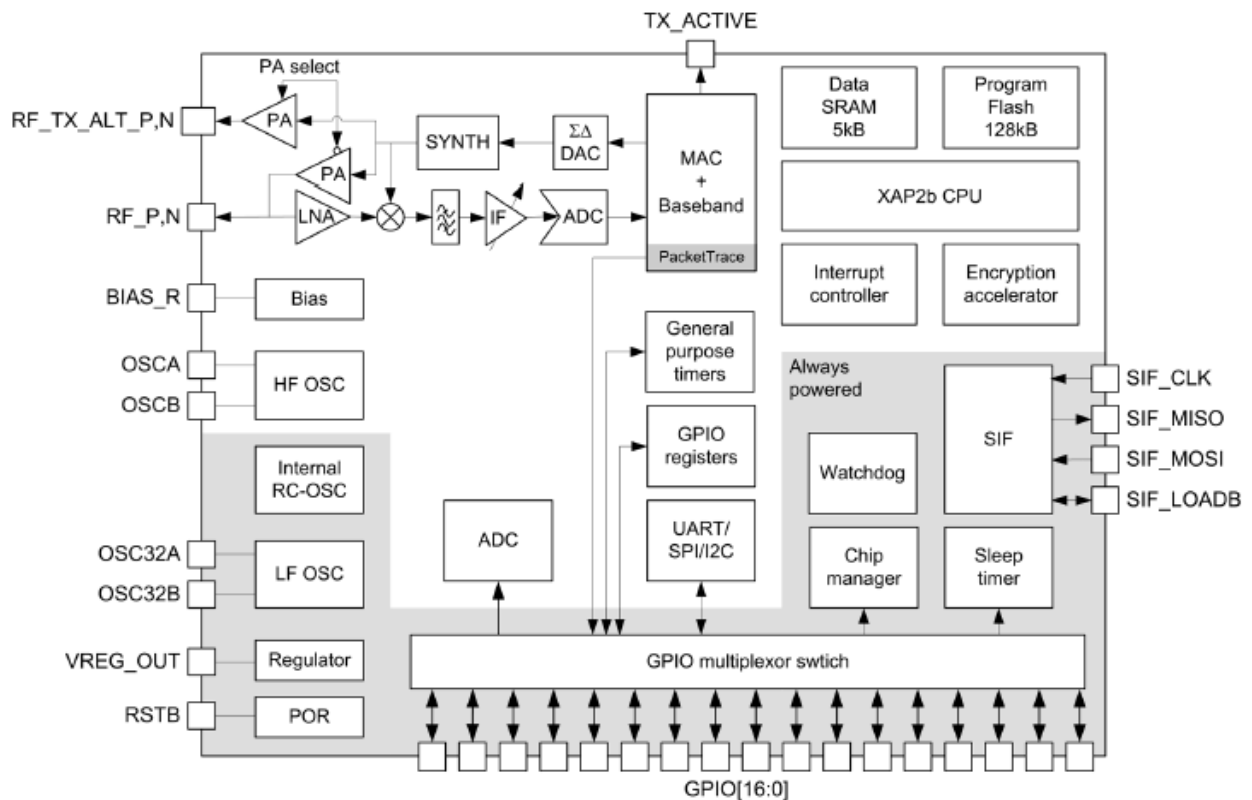 TX_ACTIVE
PA select
RF_TX_ALT_P,N
PA
PA
SYNTH
ΣΔ
DAC
MAC
+
Baseband
PacketTrace
Data
SRAM
5kB
Program
Flash
128kB
XAP2b CPU
RF_P,N
LNA
IF
ADC
Interrupt
controller
Encryption
accelerator
BIAS_R
Bias
OSCA
OSCB
HF OSC
General
purpose
timers
Always
powered
SIF
SIF_CLK
SIF_MISO
SIF_MOSI
SIF_LOADB
GPIO
registers
Watchdog
Internal
RC-OSC
ADC
UART/
SPI/I2C
Chip
manager
Sleep
timer
OSC32A
OSC32B
LF OSC
VREG_OUT
Regulator
GPIO multiplexor swtich
RSTB
POR
GPIO[16:0]